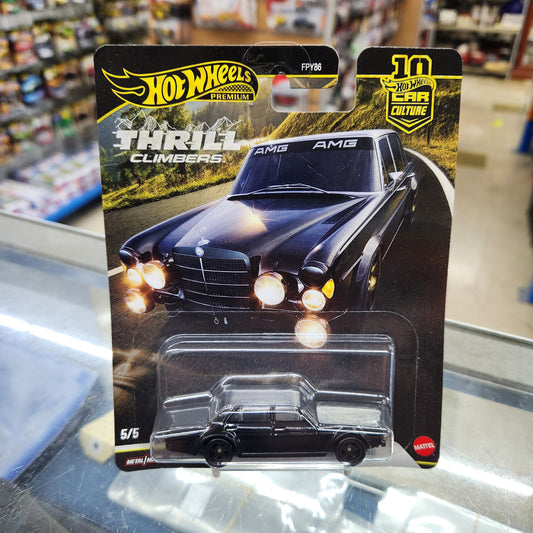 FPY86
HOT WHEELS
PREMIUM
10
HOT WHEELS
CAR
CULTURE
THRILL
CLIMBERS
AMG AMG
5/5
MATTEL